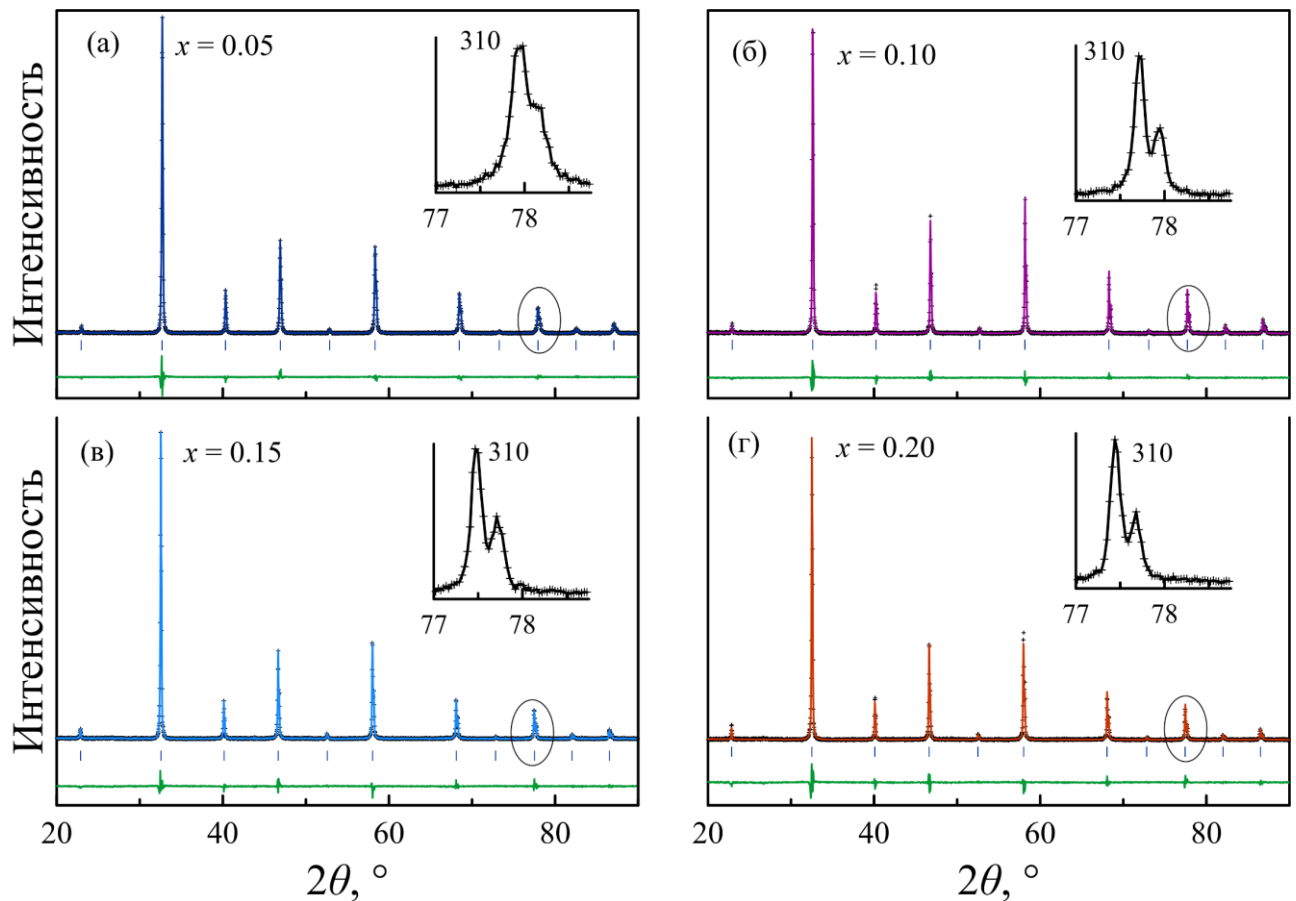 Интенсивность
(а)
x = 0.05
310
77
78
(б)
x = 0.10
310
77
78
Интенсивность
(в)
x = 0.15
310
77
78
(г)
x = 0.20
310
77
78
20
40
60
80
20
40
60
80
2θ, °
2θ, °